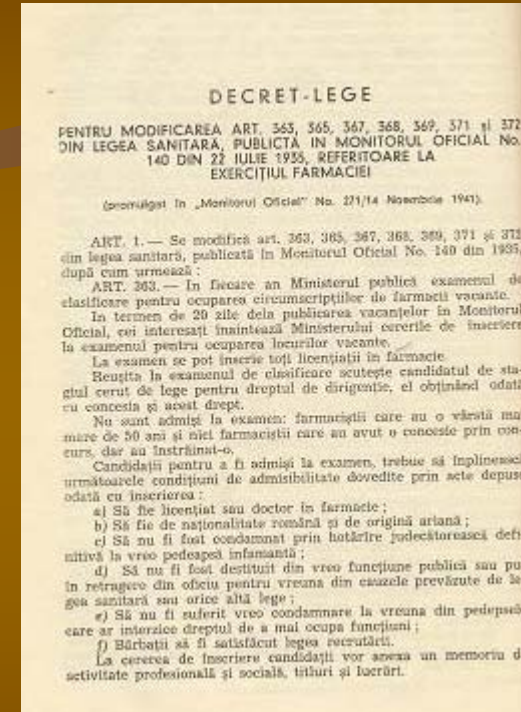 DECRET-LEGE
PENTRU MODIFICAREA ART. 363, 365, 367, 368, 369, 371 și 372
DIN LEGEA SANITARA, PUBLICTA IN MONITORUL OFICIAL No.
140 DIN 22 IULIE 1935, REFERITOARE LA
EXERCIȚIUL FARMACIEI
(promulgat în „Monitorul Oficial" No. 271/14 Noembrie 1941).
ART. 1. — Se modifică art. 363, 365, 367, 368, 369, 371 și 372
din legea sanitară, publicată în Monitorul Oficial No. 140 din 1935,
după cum urmează :
ART. 363. — In fiecare an Ministerul publică examenul de
clasificare pentru ocuparea circumscripțiilor de farmacii vacante.
In termen de 20 zile dela publicarea vacanțelor în Monitorul
Oficial, cei interesați înaintează Ministerului cererile de înscriere
la examenul pentru ocuparea locurilor vacante.
La examen se pot înscrie toți licențiații în farmacie
Reușita la examenul de clasificare scutește candidatul de sta-
giul cerut de lege pentru dreptul de dirigenție, el obținând odată
cu concesia și acest drept.
Nu sunt admiși la examen: farmaciștii care au o vârstă mai
mare de 50 ani și nici farmaciștii care au avut o concesie prin con-
curs, dar au înstrăinat-o.
Candidații pentru a fi admiși la examen, trebue să înplinească
următoarele condițiuni de admisibilitate dovedite prin acte depuse
odată cu inscrierea :
a) Să fie licențiat sau doctor în farmacie ;
b) Să fie de naționalitate română și de origină ariană ;
c) Să nu fi fost condamnat prin hotărîre judecătorească defi-
nitivă la vreo pedeapsă infamantă ;
d) Să nu fi fost destituit din vreo funcțiune publică sau pu
în retragere din oficiu pentru vreuna din cauzele prevăzute de le-
gea sanitară sau orice altă lege ;
e) Să nu fi suferit vreo condamnare la vreuna din pedepsele
care ar interzice dreptul de a mai ocupa funcțiuni ;
f) Bărbații să fi satisfăcut legea recrutării.
La cererea de înscriere candidații vor anexa un memoriu d
activitate profesională și socială, titluri și lucrări.